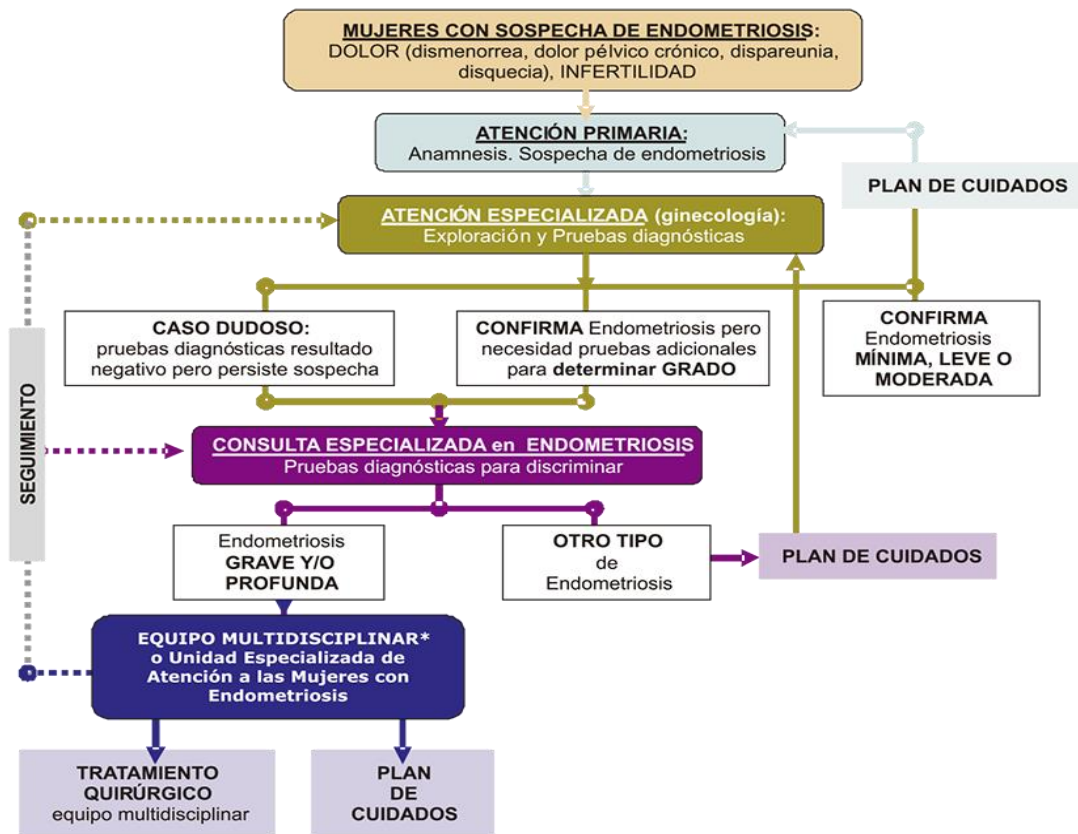 MUJERES CON SOSPECHA DE ENDOMETRIOSIS:
DOLOR (dismenorrea, dolor pélvico crónico, dispareunia,
disquecia), INFERTILIDAD
ATENCIÓN PRIMARIA:
Anamnesis. Sospecha de endometriosis
PLAN DE CUIDADOS
ATENCIÓN ESPECIALIZADA (ginecología):
Exploración y Pruebas diagnósticas
CASO DUDOSO:
pruebas diagnósticas resultado
negativo pero persiste sospecha
CONFIRMA Endometriosis pero
necesidad pruebas adicionales
para determinar GRADO
CONFIRMA
Endometriosis
MÍNIMA, LEVE O
MODERADA
SEGUIMIENTO
CONSULTA ESPECIALIZADA en ENDOMETRIOSIS
Pruebas diagnósticas para discriminar
Endometriosis
GRAVE Y/O
PROFUNDA
OTRO TIPO
de
Endometriosis
PLAN DE CUIDADOS
EQUIPO MULTIDISCIPLINAR*
o Unidad Especializada de
Atención a las Mujeres con
Endometriosis
TRATAMIENTO
QUIRÚRGICO
equipo multidisciplinar
PLAN
DE
CUIDADOS